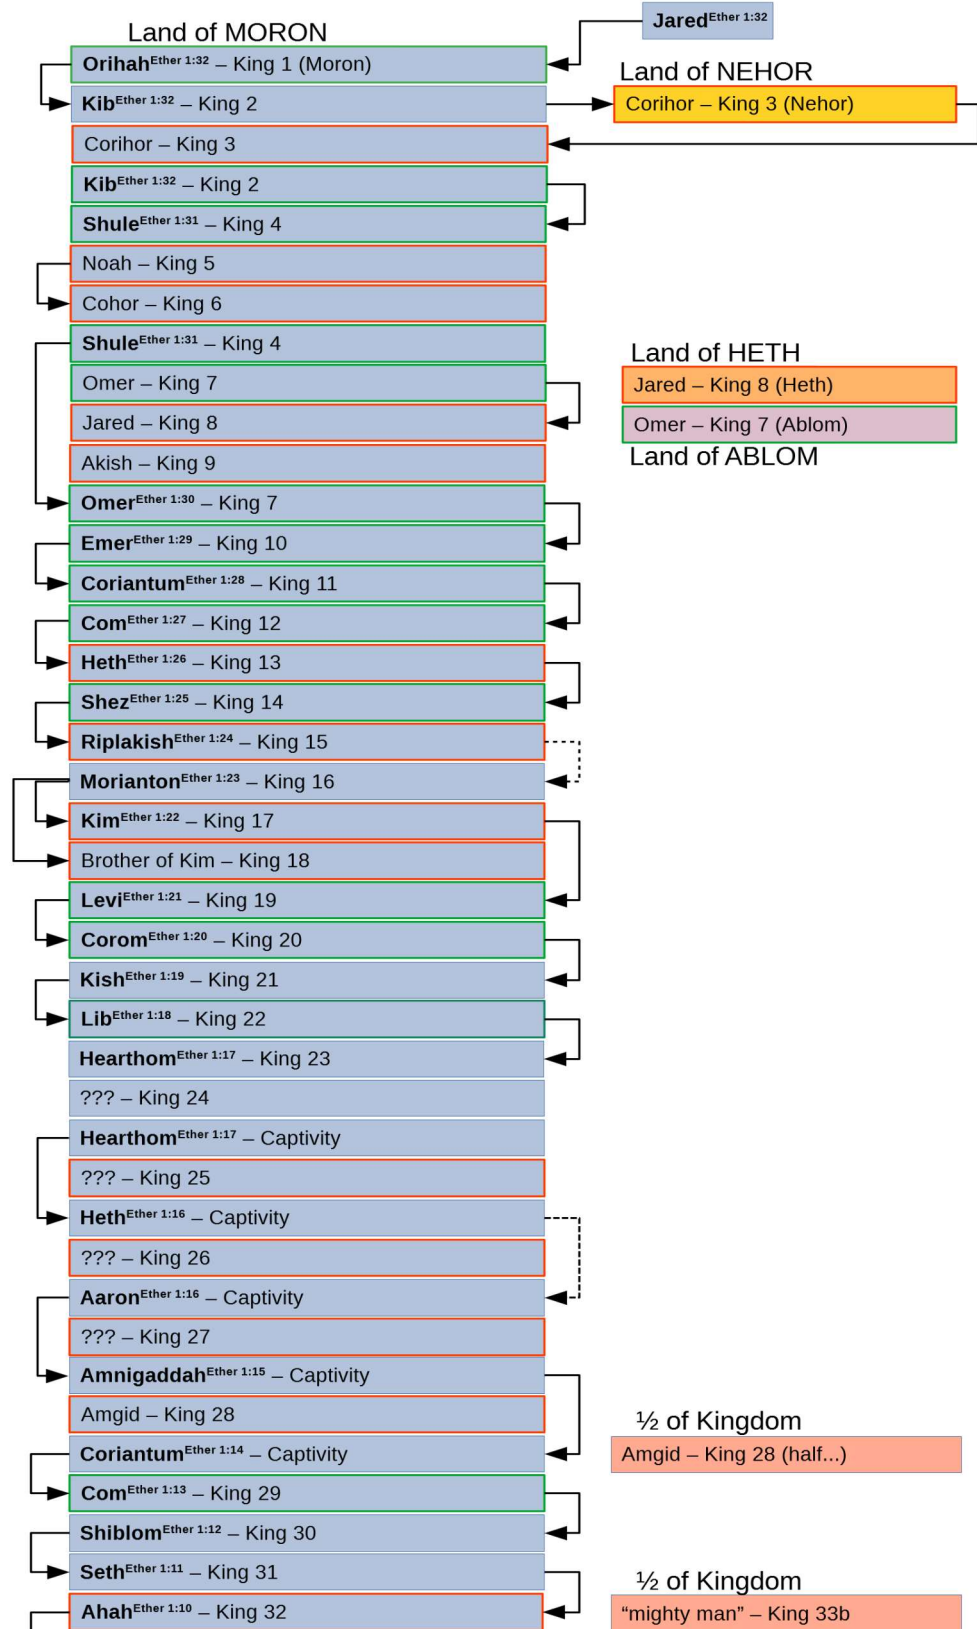 Jared Ether 1:32
Land of MORON
Orihah Ether 1:32 – King 1 (Moron)
Land of NEHOR
Kib Ether 1:32 – King 2
Corihor – King 3 (Nehor)
Corihor – King 3
Kib Ether 1:32 – King 2
Shule Ether 1:31 – King 4
Noah – King 5
Cohor – King 6
Shule Ether 1:31 – King 4
Land of HETH
Omer – King 7
Jared – King 8 (Heth)
Jared – King 8
Omer – King 7 (Ablom)
Land of ABLOM
Akish – King 9
Omer Ether 1:30 – King 7
Emer Ether 1:29 – King 10
Coriantum Ether 1:28 – King 11
Com Ether 1:27 – King 12
Heth Ether 1:26 – King 13
Shez Ether 1:25 – King 14
Riplakish Ether 1:24 – King 15
Morianton Ether 1:23 – King 16
Kim Ether 1:22 – King 17
Brother of Kim – King 18
Levi Ether 1:21 – King 19
Corom Ether 1:20 – King 20
Kish Ether 1:19 – King 21
Lib Ether 1:18 – King 22
Hearthom Ether 1:17 – King 23
??? – King 24
Hearthom Ether 1:17 – Captivity
??? – King 25
Heth Ether 1:16 – Captivity
??? – King 26
Aaron Ether 1:16 – Captivity
??? – King 27
Amnigaddah Ether 1:15 – Captivity
Amgid – King 28
½ of Kingdom
Coriantum Ether 1:14 – Captivity
Amgid – King 28 (half...)
Com Ether 1:13 – King 29
Shiblom Ether 1:12 – King 30
Seth Ether 1:11 – King 31
½ of Kingdom
Ahah Ether 1:10 – King 32
“mighty man” – King 33b